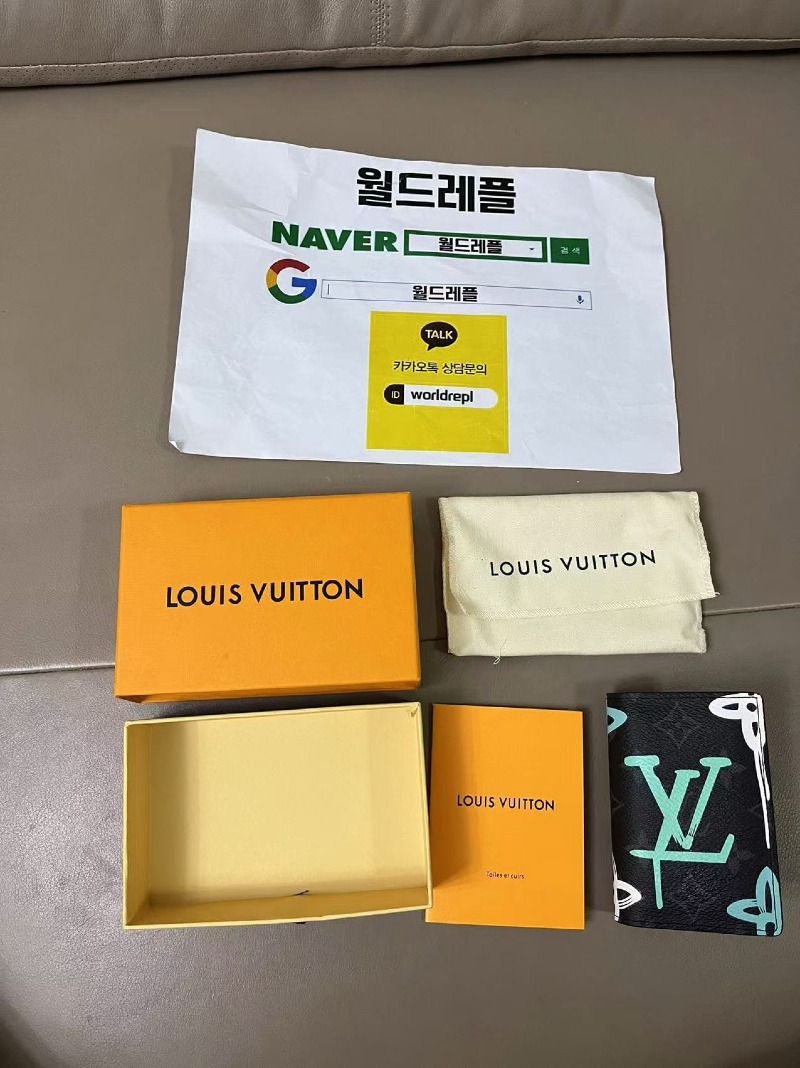 월드레플
NAVER 월드레플 검색
월드레플
TALK
카카오톡 상담문의
ID worldrepl
LOUIS VUITTON
LOUIS VUITTON
LOUIS VUITTON
Toiles et cuirs
LV